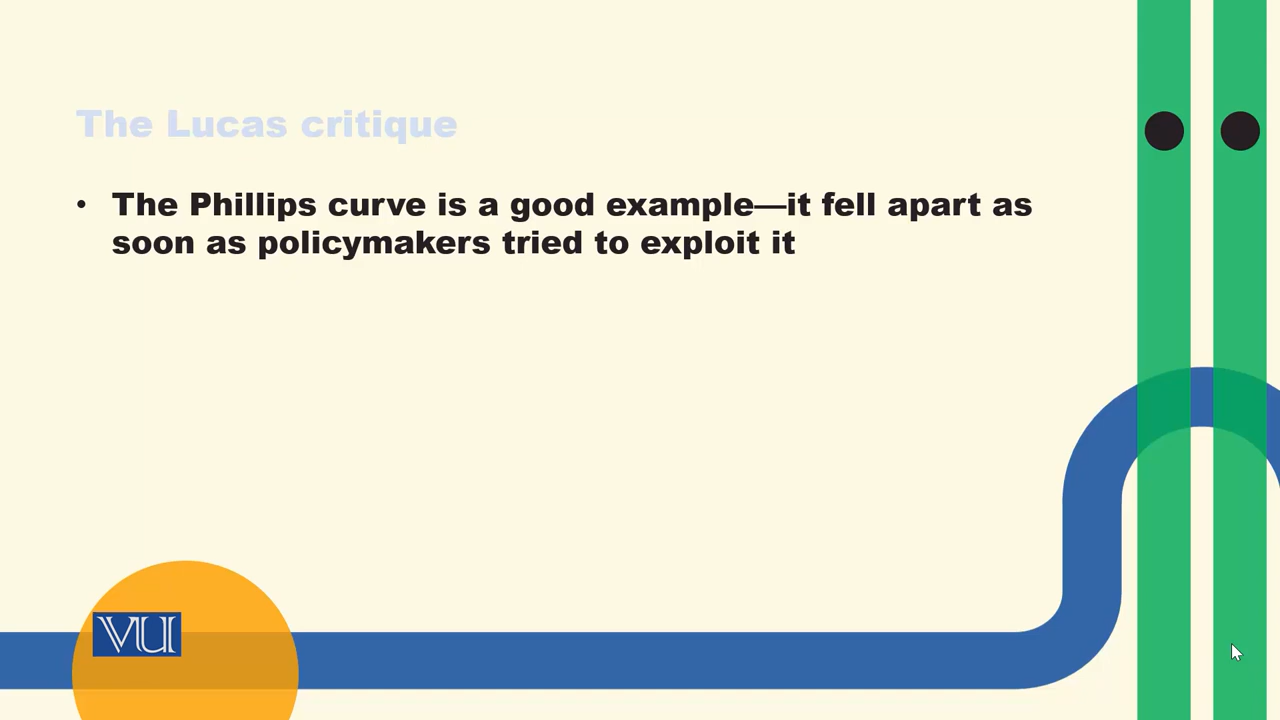 The Lucas critique
• The Phillips curve is a good example—it fell apart as
soon as policymakers tried to exploit it
VU